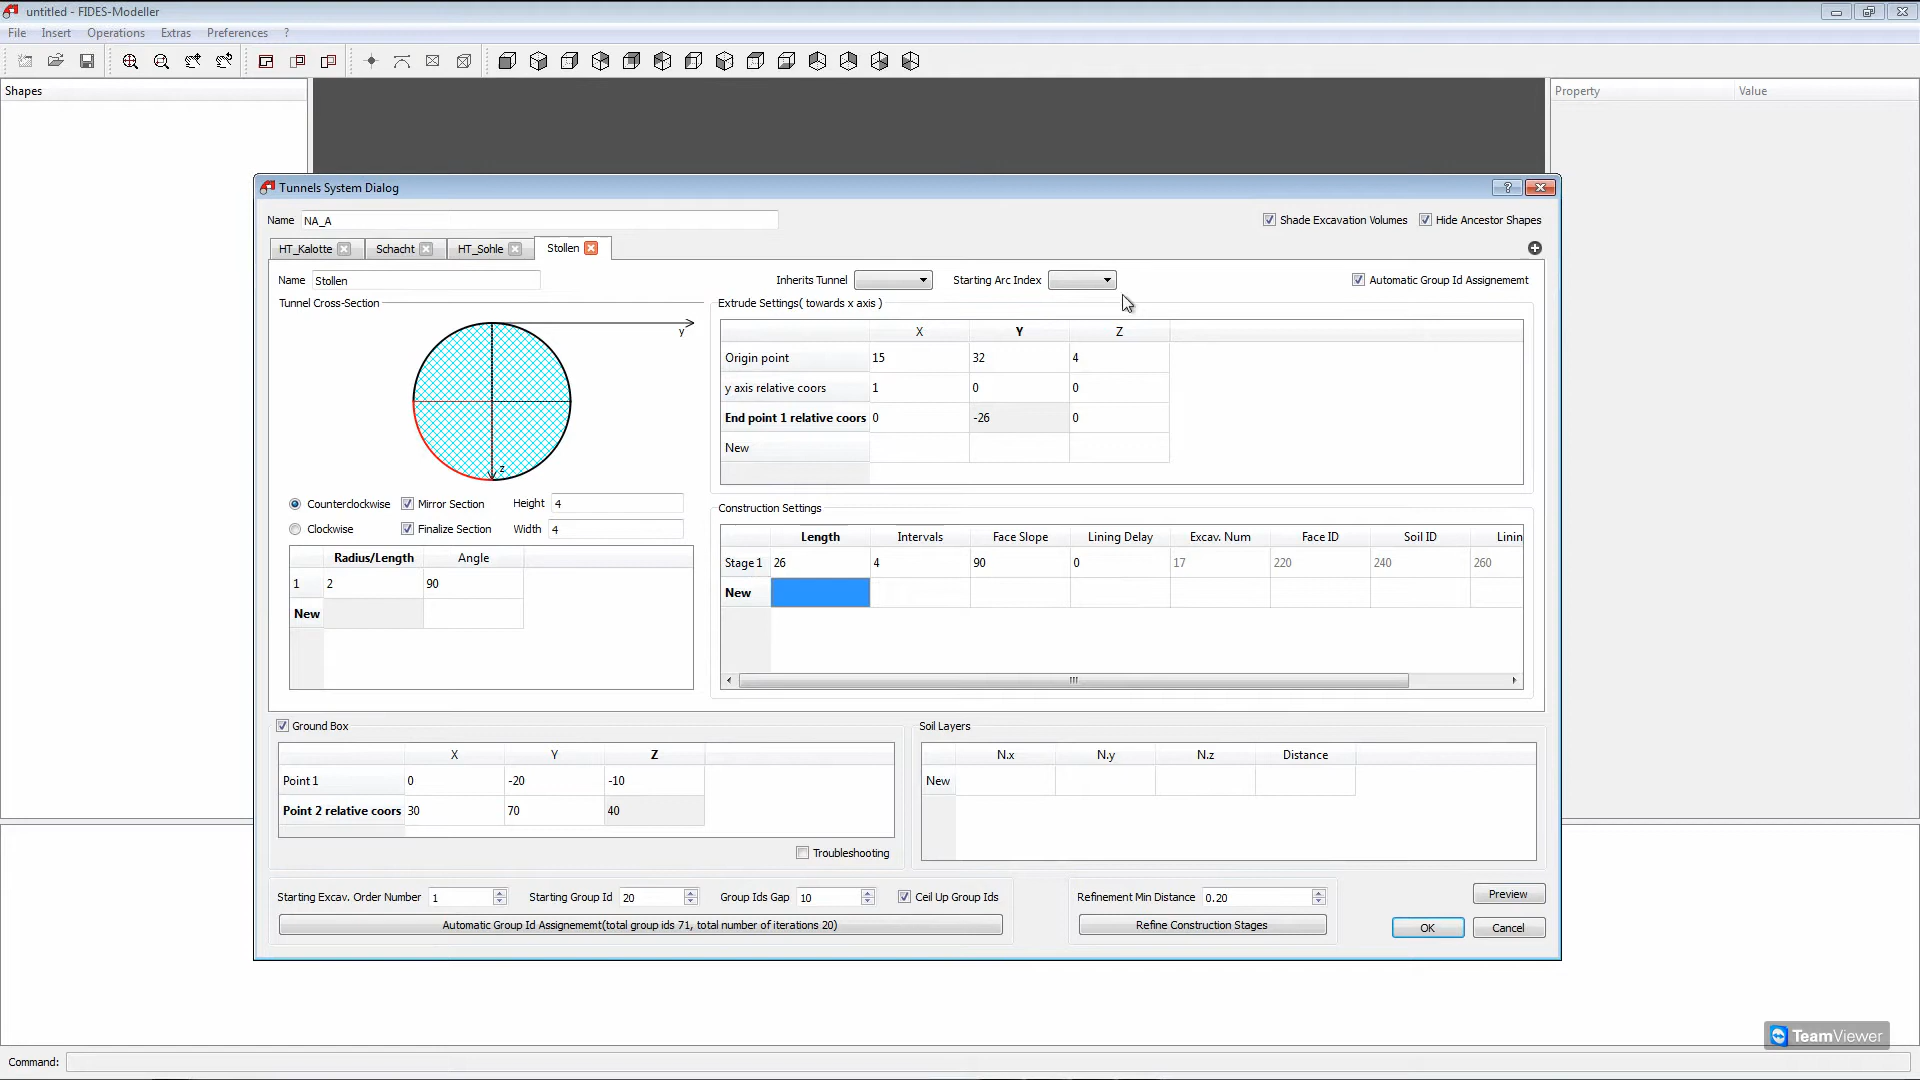 untitled - FIDES-Modeller
File Insert Operations Extras Preferences ?
Shapes
Property Value
Tunnels System Dialog
Name NA_A
Shade Excavation Volumes Hide Ancestor Shapes
HT_Kalotte Schacht HT_Sohle Stollen
Name Stollen Inherits Tunnel Starting Arc Index Automatic Group Id Assignement
Tunnel Cross-Section
y
z
Counterclockwise Mirror Section Height 4
Clockwise Finalize Section Width 4
Radius/Length Angle
1 2 90
New
Extrude Settings( towards x axis )
X Y Z
Origin point 15 32 4
y axis relative coors 1 0 0
End point 1 relative coors 0 -26 0
New
Construction Settings
Length Intervals Face Slope Lining Delay Excav. Num Face ID Soil ID Linin
Stage 1 26 4 90 0 17 220 240 260
New
Ground Box
X Y Z
Point 1 0 -20 -10
Point 2 relative coors 30 70 40
Troubleshooting
Soil Layers
N.x N.y N.z Distance
New
Starting Excav. Order Number 1 Starting Group Id 20 Group Ids Gap 10 Ceil Up Group Ids
Automatic Group Id Assignememt(total group ids 71, total number of iterations 20)
Refinement Min Distance 0.20
Refine Construction Stages
Preview
OK Cancel
TeamViewer
Command: